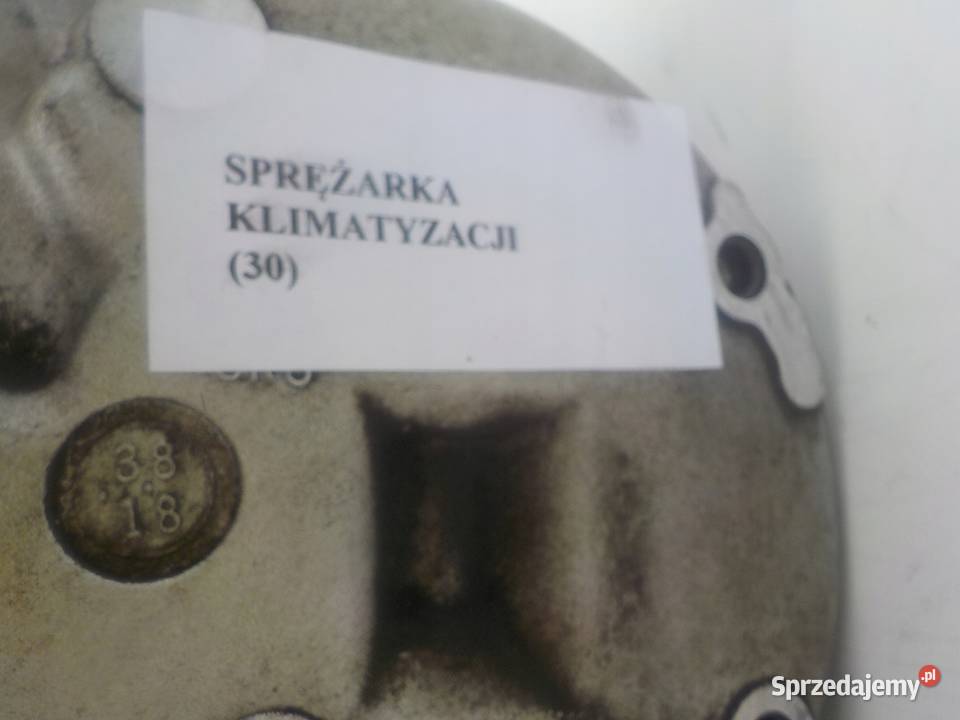 SPRĘŻARKA
KLIMATYZACJI
(30)
38
18
Sprzedajemy.pl